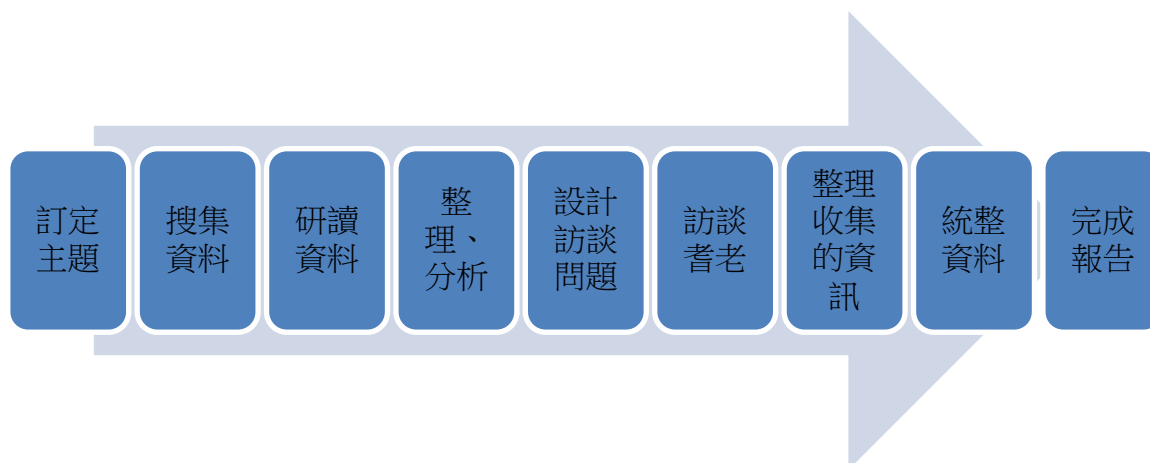 訂定
主題
搜集
資料
研讀
資料
整
理、
分析
設計
訪談
問題
訪談
耆老
整理
收集
的資
訊
統整
資料
完成
報告